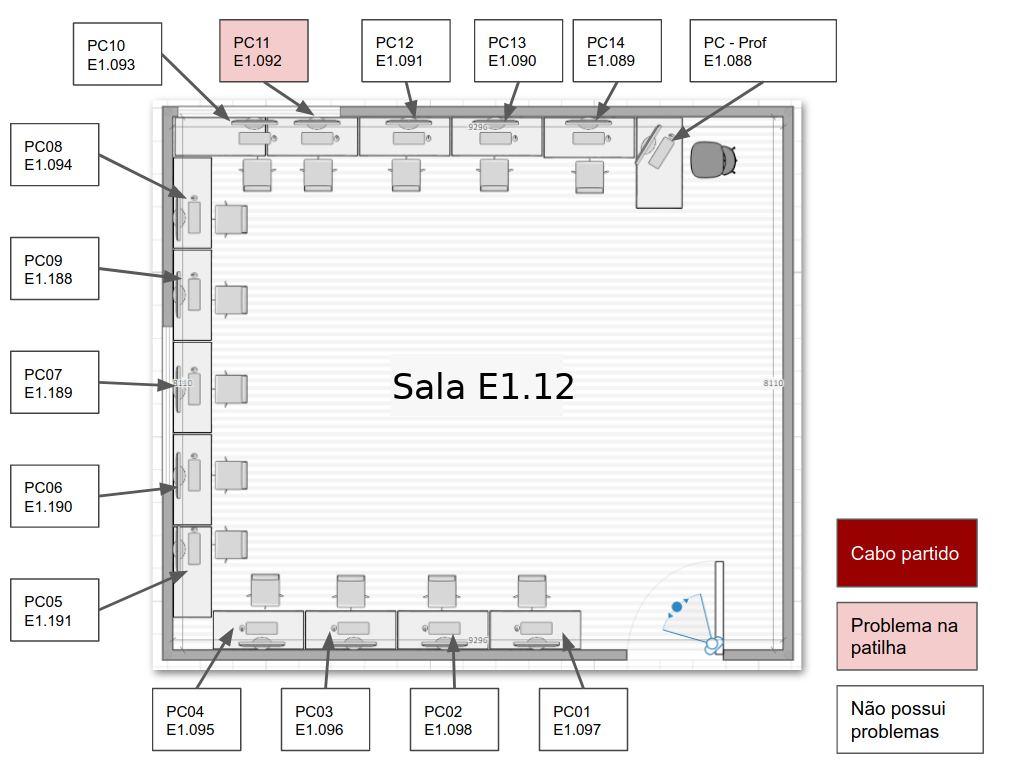 PC10
E1.093
PC11
E1.092
PC12
E1.091
PC13
E1.090
PC14
E1.089
PC - Prof
E1.088
9296
PC08
E1.094
PC09
E1.188
PC07
E1.189
8110
8110
Sala E1.12
PC06
E1.190
PC05
E1.191
9296
PC04
E1.095
PC03
E1.096
PC02
E1.098
PC01
E1.097
Cabo partido
Problema na
patilha
Não possui
problemas